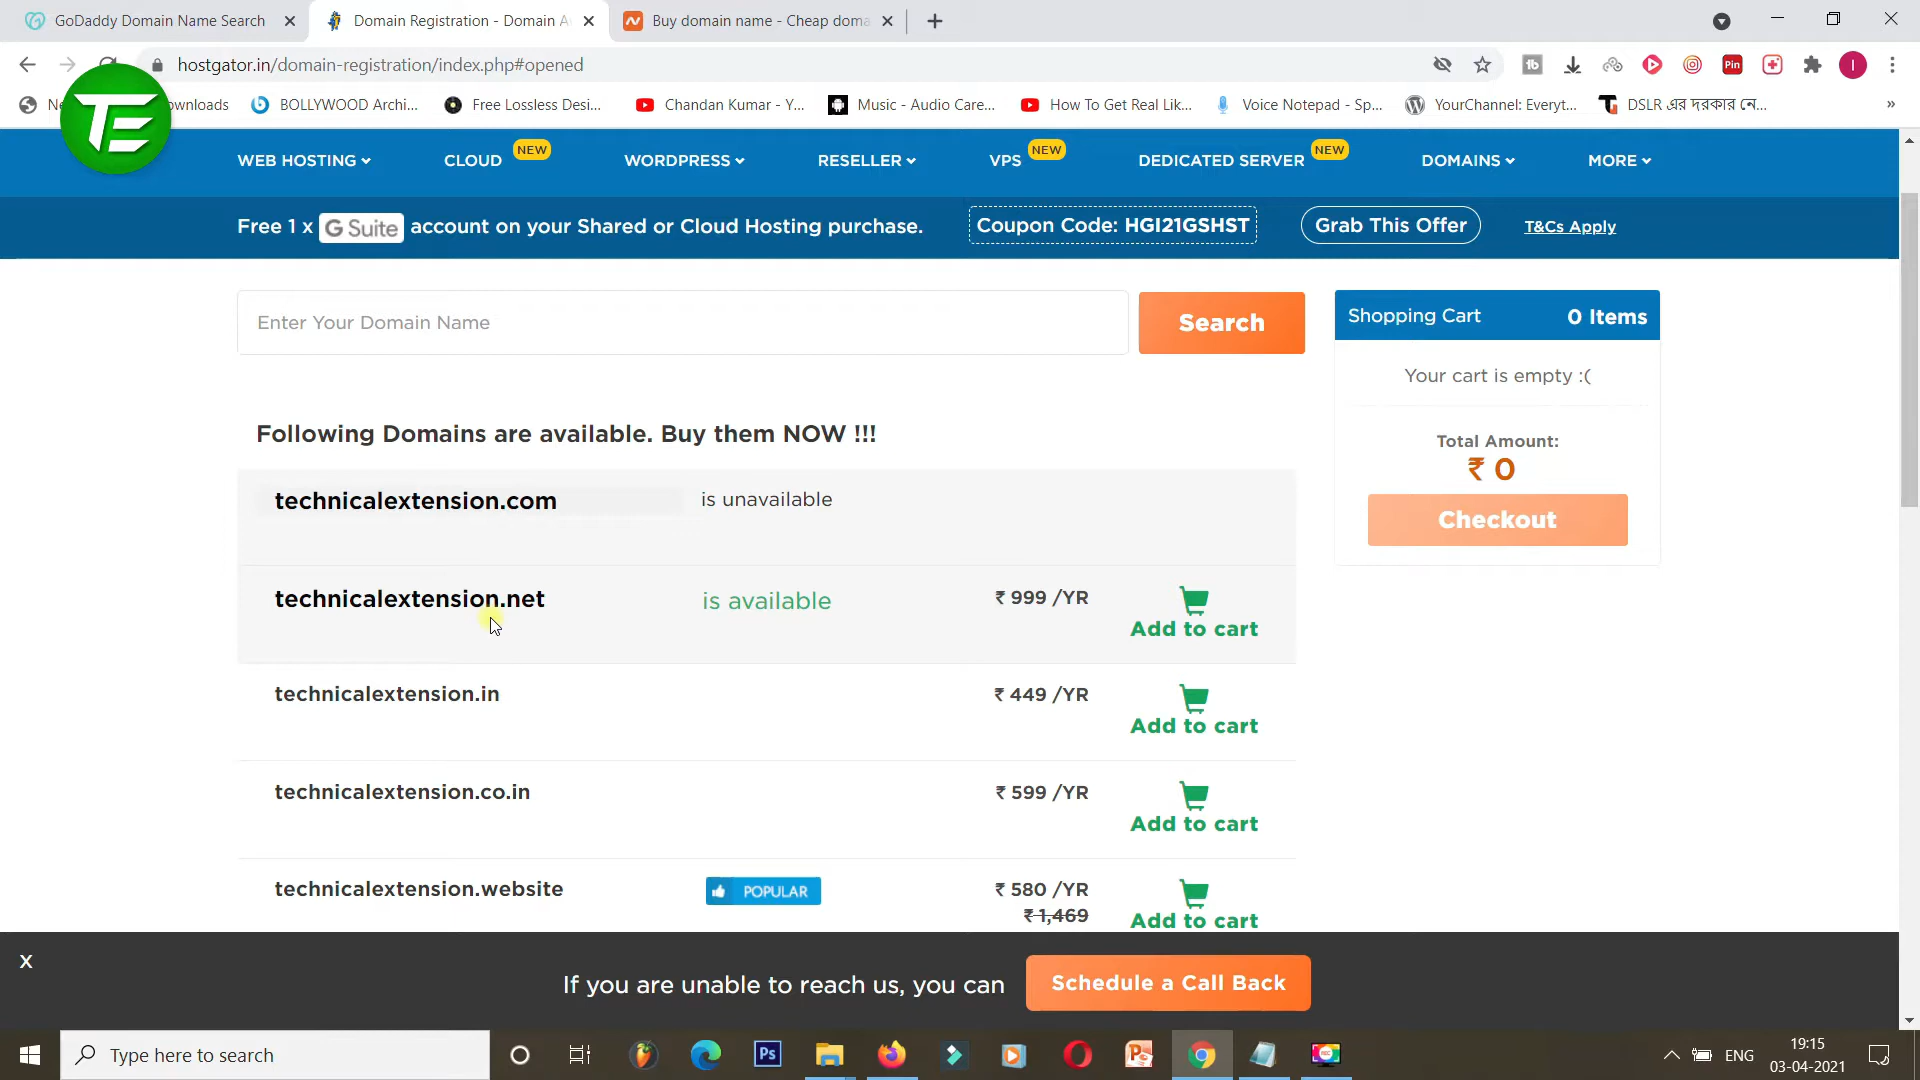 GoDaddy Domain Name Search
Domain Registration - Domain A
Buy domain name - Cheap doma
hostgator.in/domain-registration/index.php#opened
BOLLYWOOD Archi...
Free Lossless Desi...
Chandan Kumar - Y...
Music - Audio Care...
How To Get Real Lik...
Voice Notepad - Sp...
YourChannel: Everyt...
DSLR এর দরকার নে...
»
TE
WEB HOSTING
CLOUD
NEW
WORDPRESS
RESELLER
VPS
NEW
DEDICATED SERVER
NEW
DOMAINS
MORE
Free 1 x G Suite account on your Shared or Cloud Hosting purchase.
Coupon Code: HGI21GSHST
Grab This Offer
T&Cs Apply
Enter Your Domain Name
Search
Shopping Cart
0 Items
Your cart is empty :(
Total Amount:
₹ 0
Checkout
Following Domains are available. Buy them NOW !!!
technicalextension.com
is unavailable
technicalextension.net
is available
₹ 999 /YR
Add to cart
technicalextension.in
₹ 449 /YR
Add to cart
technicalextension.co.in
₹ 599 /YR
Add to cart
technicalextension.website
POPULAR
₹ 580 /YR
₹ 1,469
Add to cart
X
If you are unable to reach us, you can
Schedule a Call Back
Type here to search
Ps
ENG
19:15
03-04-2021